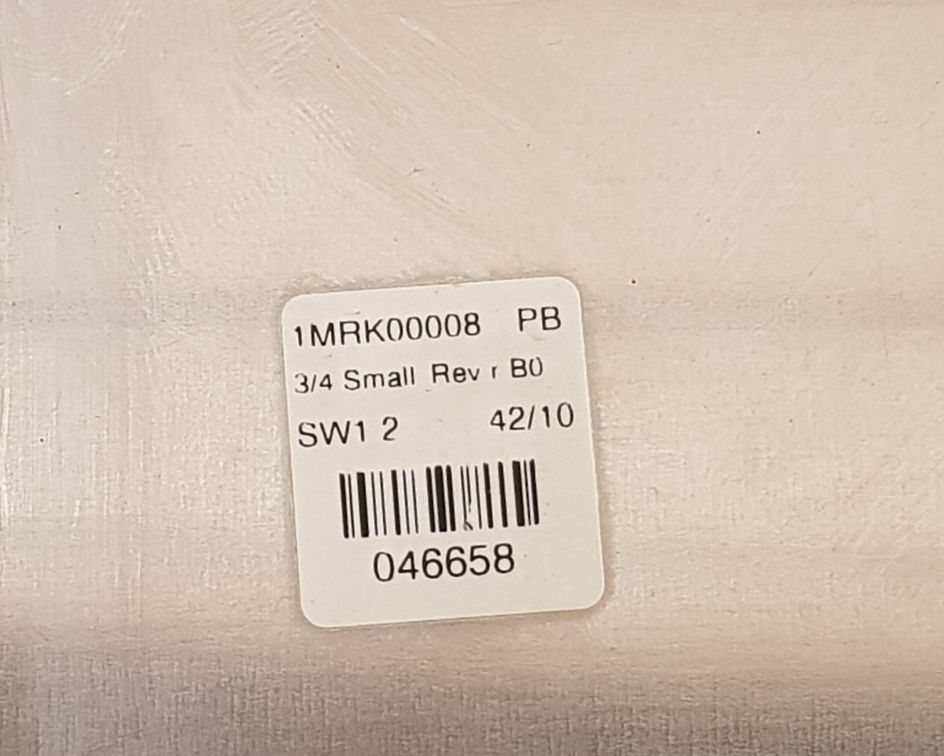 1MRK00008 PB
3/4 Small Rev r B0
SW1 2 42/10
046658